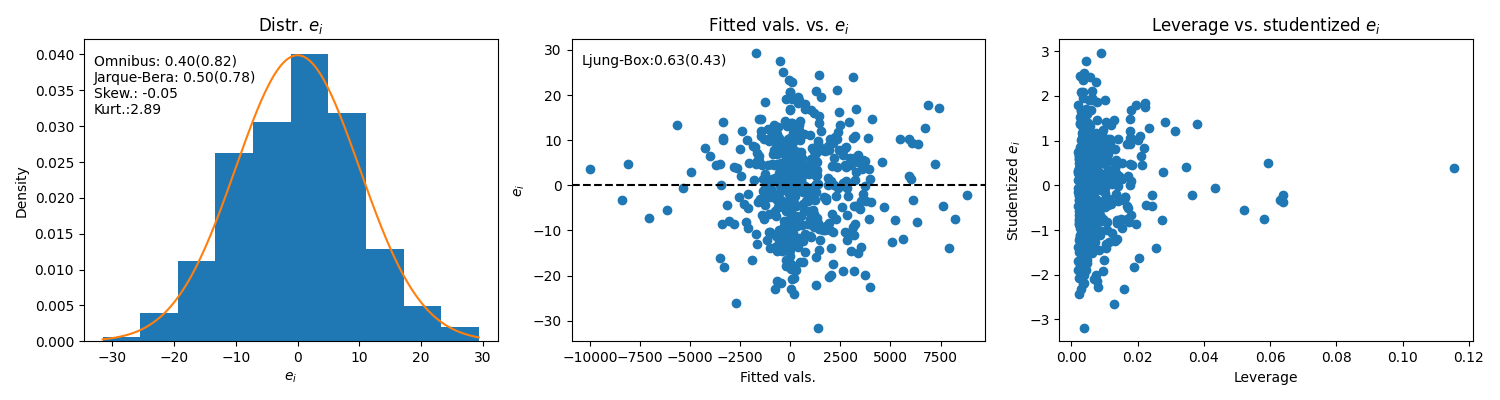 Distr. e_i
Omnibus: 0.40(0.82)
Jarque-Bera: 0.50(0.78)
Skew.: -0.05
Kurt.:2.89
0.040
0.035
0.030
0.025
0.020
0.015
0.010
0.005
0.000
Density
−30 −20 −10 0 10 20 30
e_i
Fitted vals. vs. e_i
Ljung-Box:0.63(0.43)
30
20
10
0
−10
−20
−30
e_i
−10000 −7500 −5000 −2500 0 2500 5000 7500
Fitted vals.
Leverage vs. studentized e_i
3
2
1
0
−1
−2
−3
Studentized e_i
0.00 0.02 0.04 0.06 0.08 0.10 0.12
Leverage